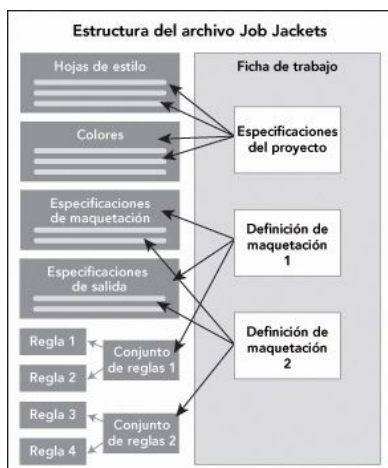 Estructura del archivo Job Jackets
Hojas de estilo
Colores
Especificaciones
de maquetación
Especificaciones
de salida
Regla 1
Regla 2
Conjunto
de reglas 1
Regla 3
Regla 4
Conjunto
de reglas 2
Ficha de trabajo
Especificaciones
del proyecto
Definición de
maquetación
1
Definición de
maquetación
2